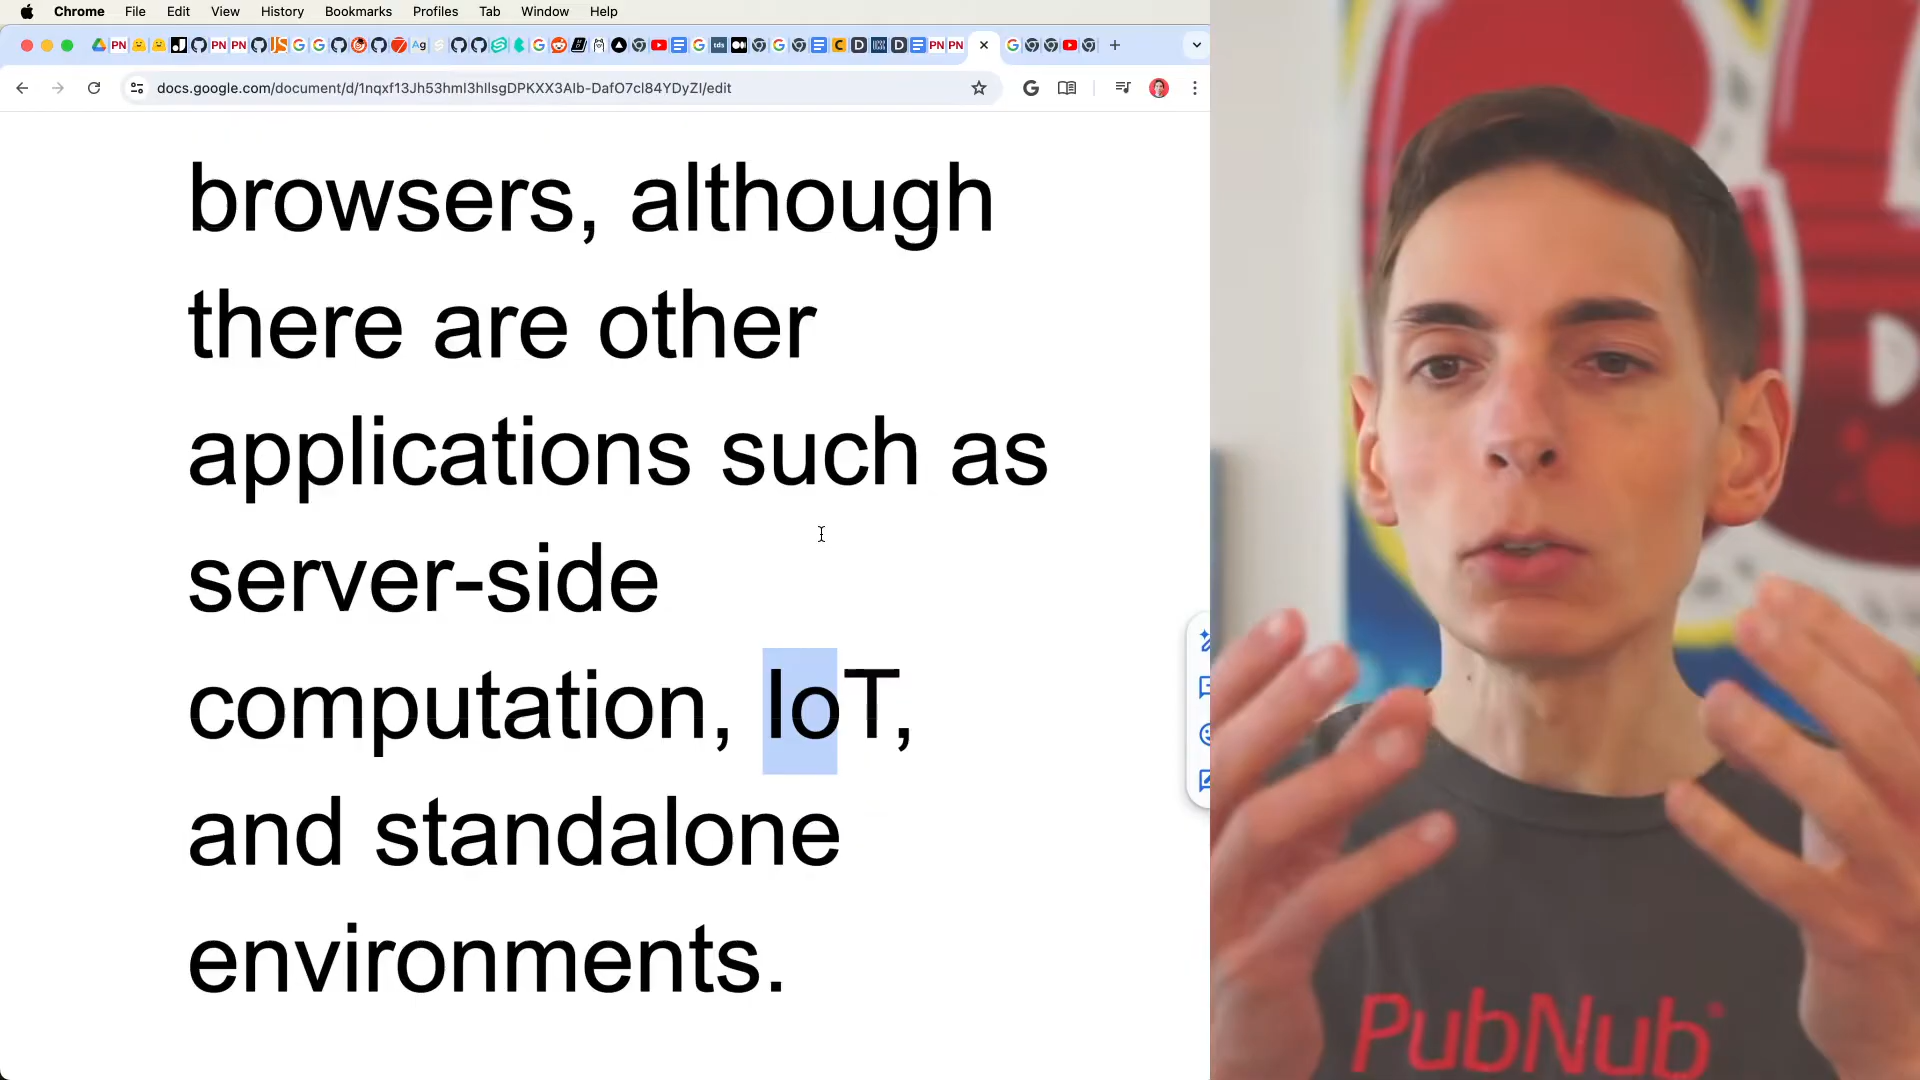 Chrome File Edit View History Bookmarks Profiles Tab Window Help
docs.google.com/document/d/1nqxf13Jh53hml3hllsgDPKXX3Alb-DafO7cl84YDyZI/edit
browsers, although
there are other
applications such as
server-side
computation, IoT,
and standalone
environments.
PubNub